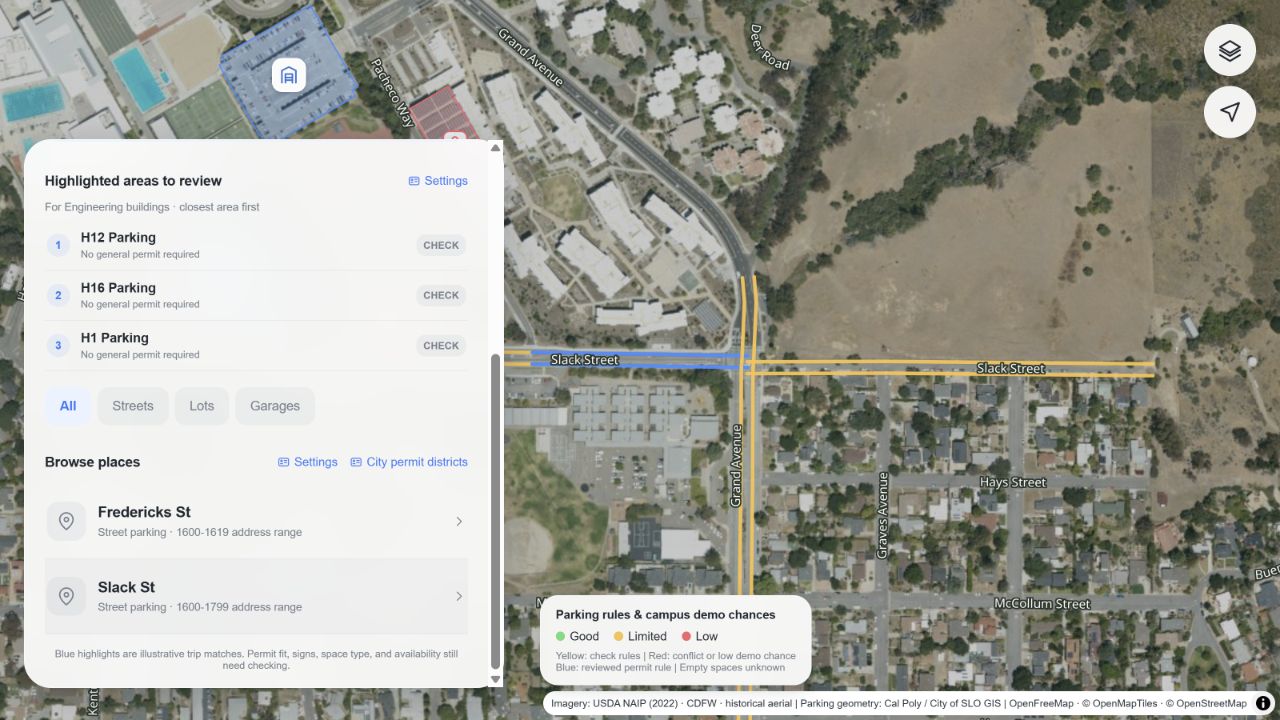 Highlighted areas to review
Settings
For Engineering buildings · closest area first
1
H12 Parking
No general permit required
CHECK
2
H16 Parking
No general permit required
CHECK
3
H1 Parking
No general permit required
CHECK
All
Streets
Lots
Garages
Browse places
Settings
City permit districts
Fredericks St
Street parking · 1600-1619 address range
Slack St
Street parking · 1600-1799 address range
Blue highlights are illustrative trip matches. Permit fit, signs, space type, and availability still
need checking.
Grand Avenue
Deer Road
Pacheco Way
Slack Street
Slack Street
Grand Avenue
Graves Avenue
Hays Street
McCollum Street
Parking rules & campus demo chances
Good
Limited
Low
Yellow: check rules | Red: conflict or low demo chance
Blue: reviewed permit rule | Empty spaces unknown
Imagery: USDA NAIP (2022) · CDFW · historical aerial | Parking geometry: Cal Poly / City of SLO GIS | OpenFreeMap · © OpenMapTiles · © OpenStreetMap